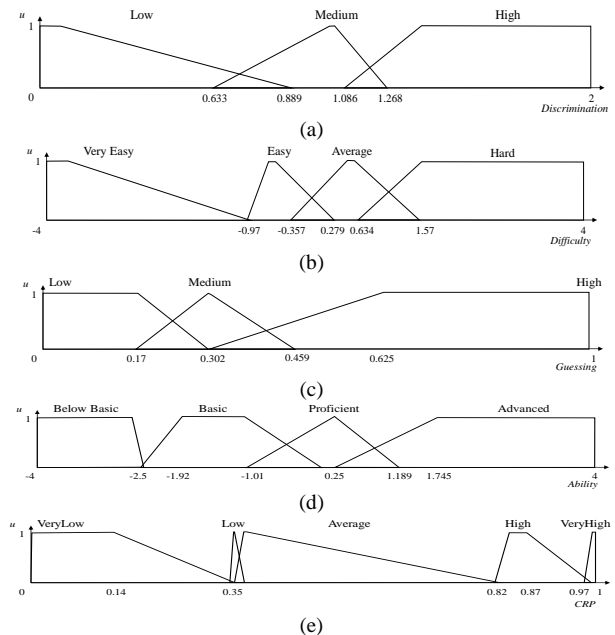 u Low Medium High
1
0 0.633 0.889 1.086 1.268 2
Discrimination
(a)
u Very Easy Easy Average Hard
1
-4 -0.97 -0.357 0.279 0.634 1.57 4
Difficulty
(b)
u Low Medium High
1
0 0.17 0.302 0.459 0.625 1
Guessing
(c)
u Below Basic Basic Proficient Advanced
1
-4 -2.5 -1.92 -1.01 0.25 1.189 1.745 4
Ability
(d)
u VeryLow Low Average High VeryHigh
1
0 0.14 0.35 0.82 0.87 0.97 1
CRP
(e)